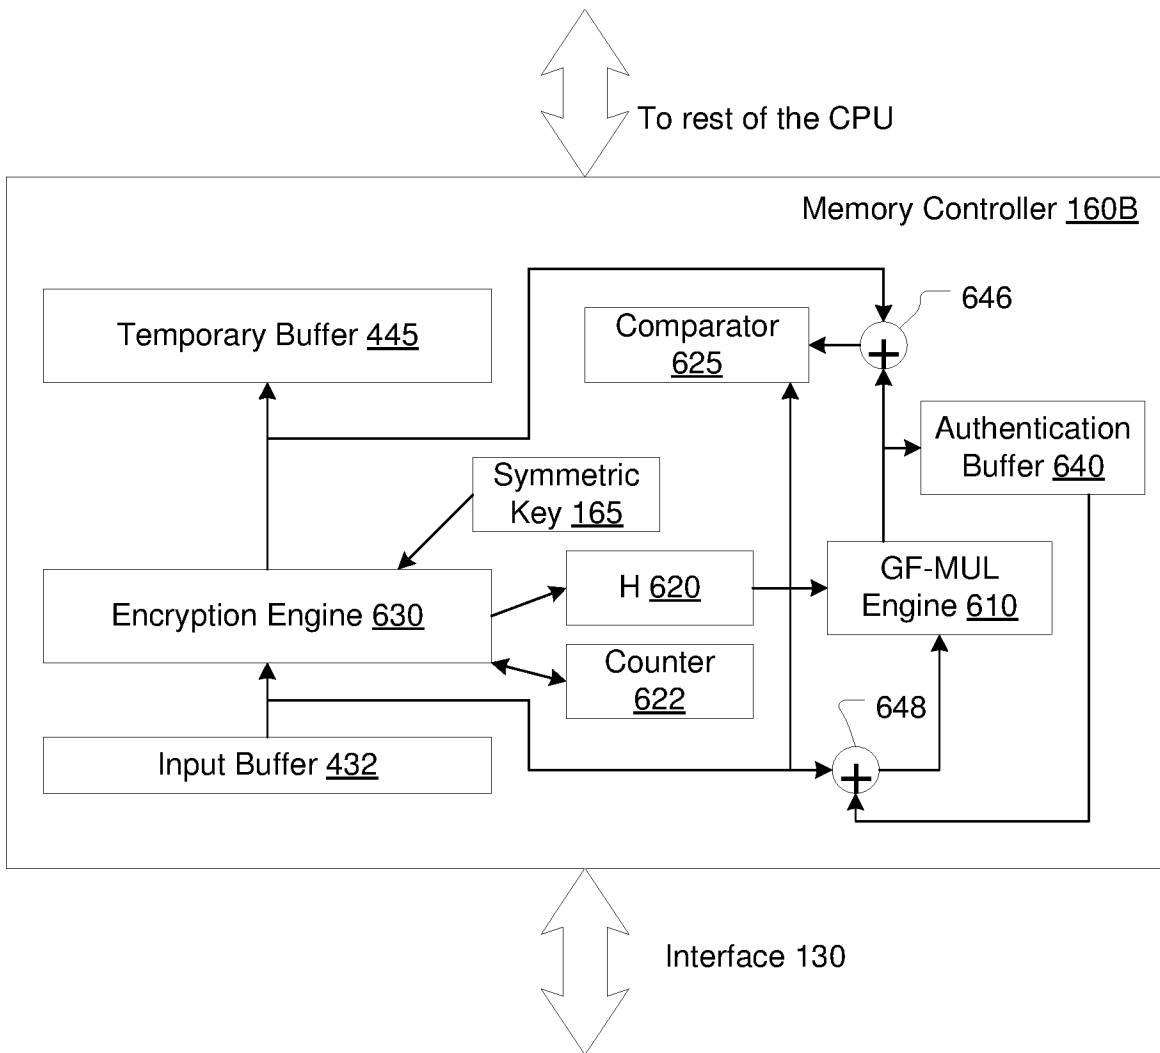 To rest of the CPU
Memory Controller 160B
646
Temporary Buffer 445
Comparator
625
+
Authentication
Buffer 640
Symmetric
Key 165
GF-MUL
Engine 610
H 620
Encryption Engine 630
Counter
622
648
Input Buffer 432
+
Interface 130